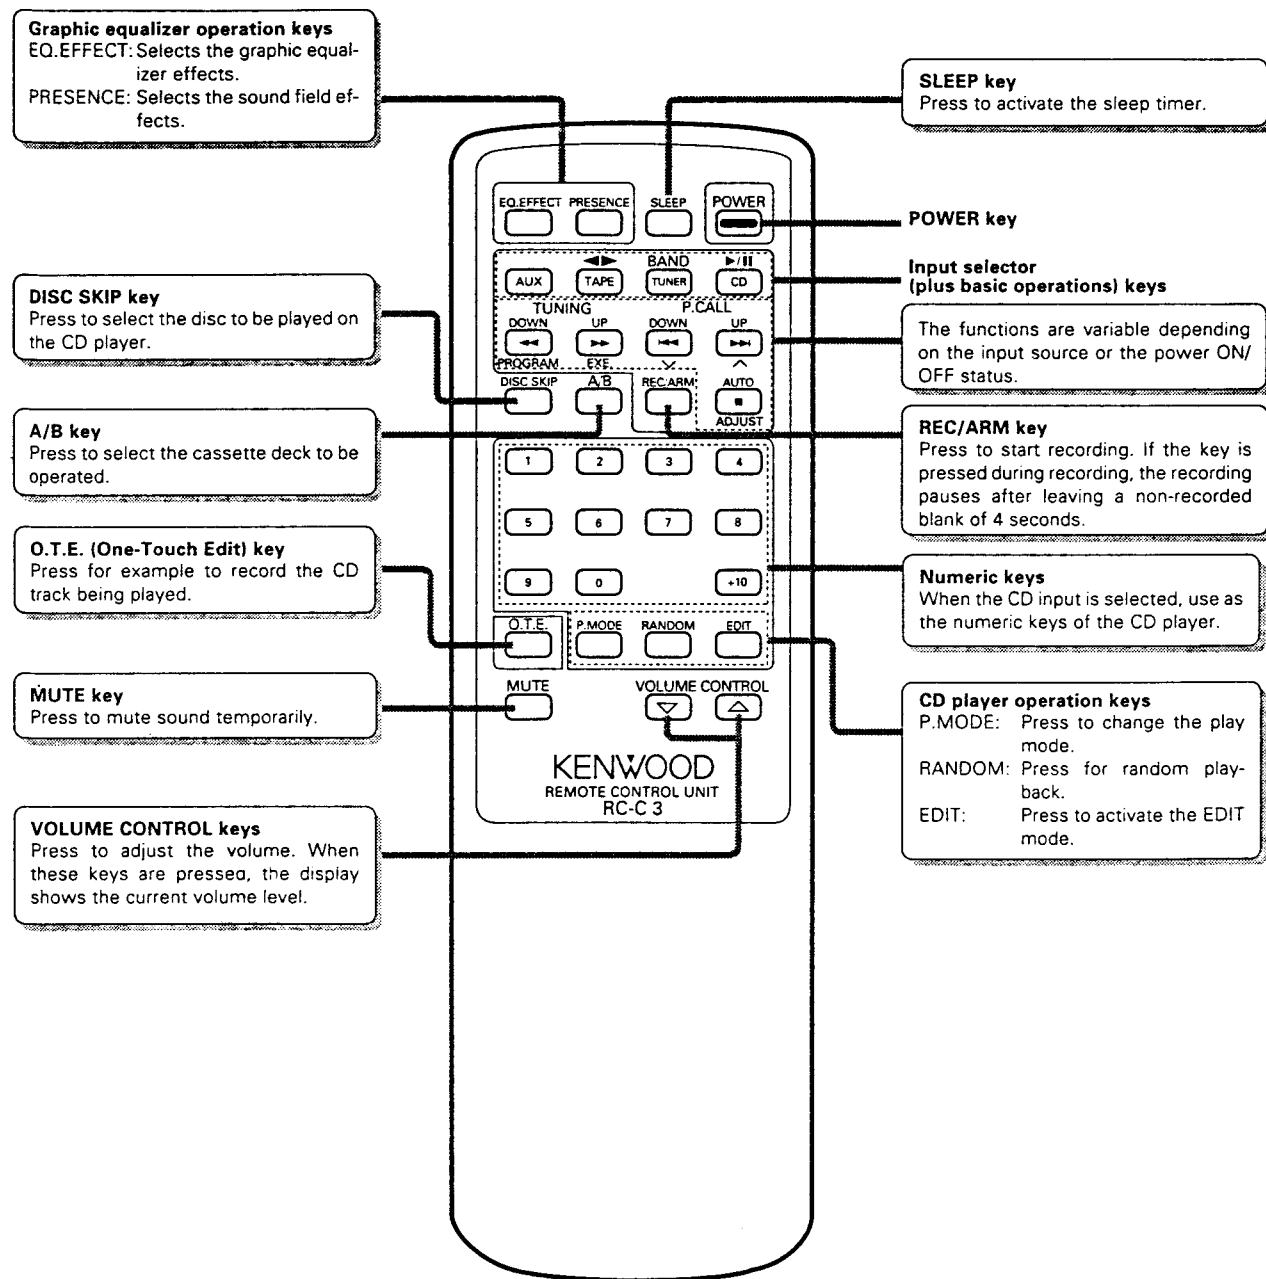 Graphic equalizer operation keys
EQ.EFFECT: Selects the graphic equal-
izer effects.
PRESENCE: Selects the sound field ef-
fects.
SLEEP key
Press to activate the sleep timer.
EQ.EFFECT PRESENCE SLEEP POWER
POWER key
◀▶ BAND ▶/II
AUX TAPE TUNER CD
Input selector
(plus basic operations) keys
TUNING P.CALL
DOWN UP DOWN UP
◀◀ ▶▶ |◀◀ ▶▶|
PROGRAM EXE. ∨ ∧
DISC SKIP A/B REC/ARM AUTO
■
ADJUST
DISC SKIP key
Press to select the disc to be played on
the CD player.
The functions are variable depending
on the input source or the power ON/
OFF status.
A/B key
Press to select the cassette deck to be
operated.
REC/ARM key
Press to start recording. If the key is
pressed during recording, the recording
pauses after leaving a non-recorded
blank of 4 seconds.
1 2 3 4
5 6 7 8
9 0 +10
O.T.E. (One-Touch Edit) key
Press for example to record the CD
track being played.
Numeric keys
When the CD input is selected, use as
the numeric keys of the CD player.
O.T.E. P.MODE RANDOM EDIT
MUTE VOLUME CONTROL
▽ △
MUTE key
Press to mute sound temporarily.
CD player operation keys
P.MODE: Press to change the play
mode.
RANDOM: Press for random play-
back.
EDIT: Press to activate the EDIT
mode.
KENWOOD
REMOTE CONTROL UNIT
RC-C 3
VOLUME CONTROL keys
Press to adjust the volume. When
these keys are pressed, the display
shows the current volume level.